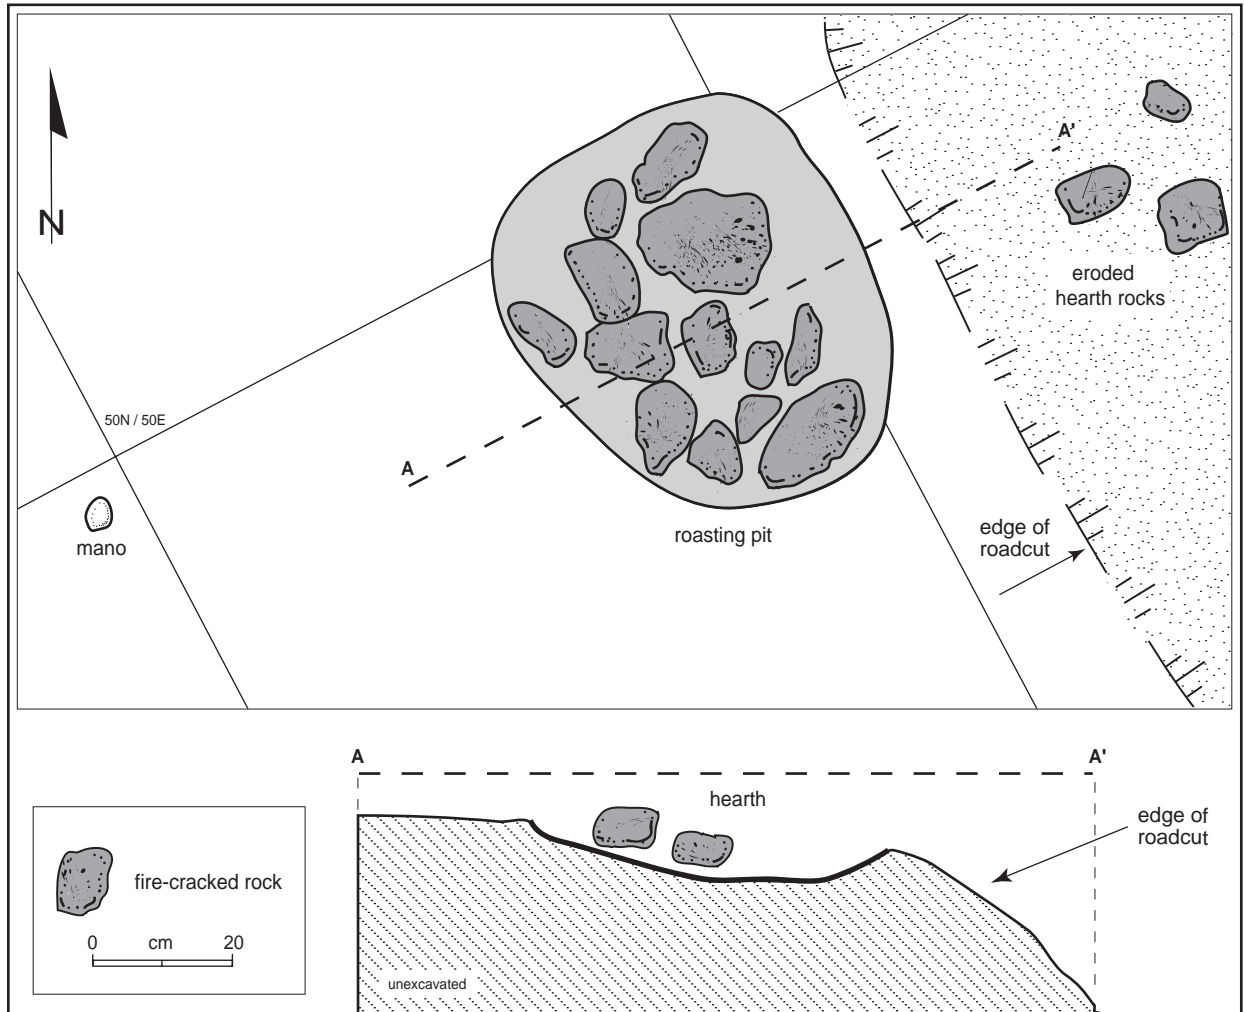 N
A'
eroded
hearth rocks
50N / 50E
A
mano
roasting pit
edge of
roadcut
A
A'
hearth
edge of
roadcut
fire-cracked rock
0 cm 20
unexcavated